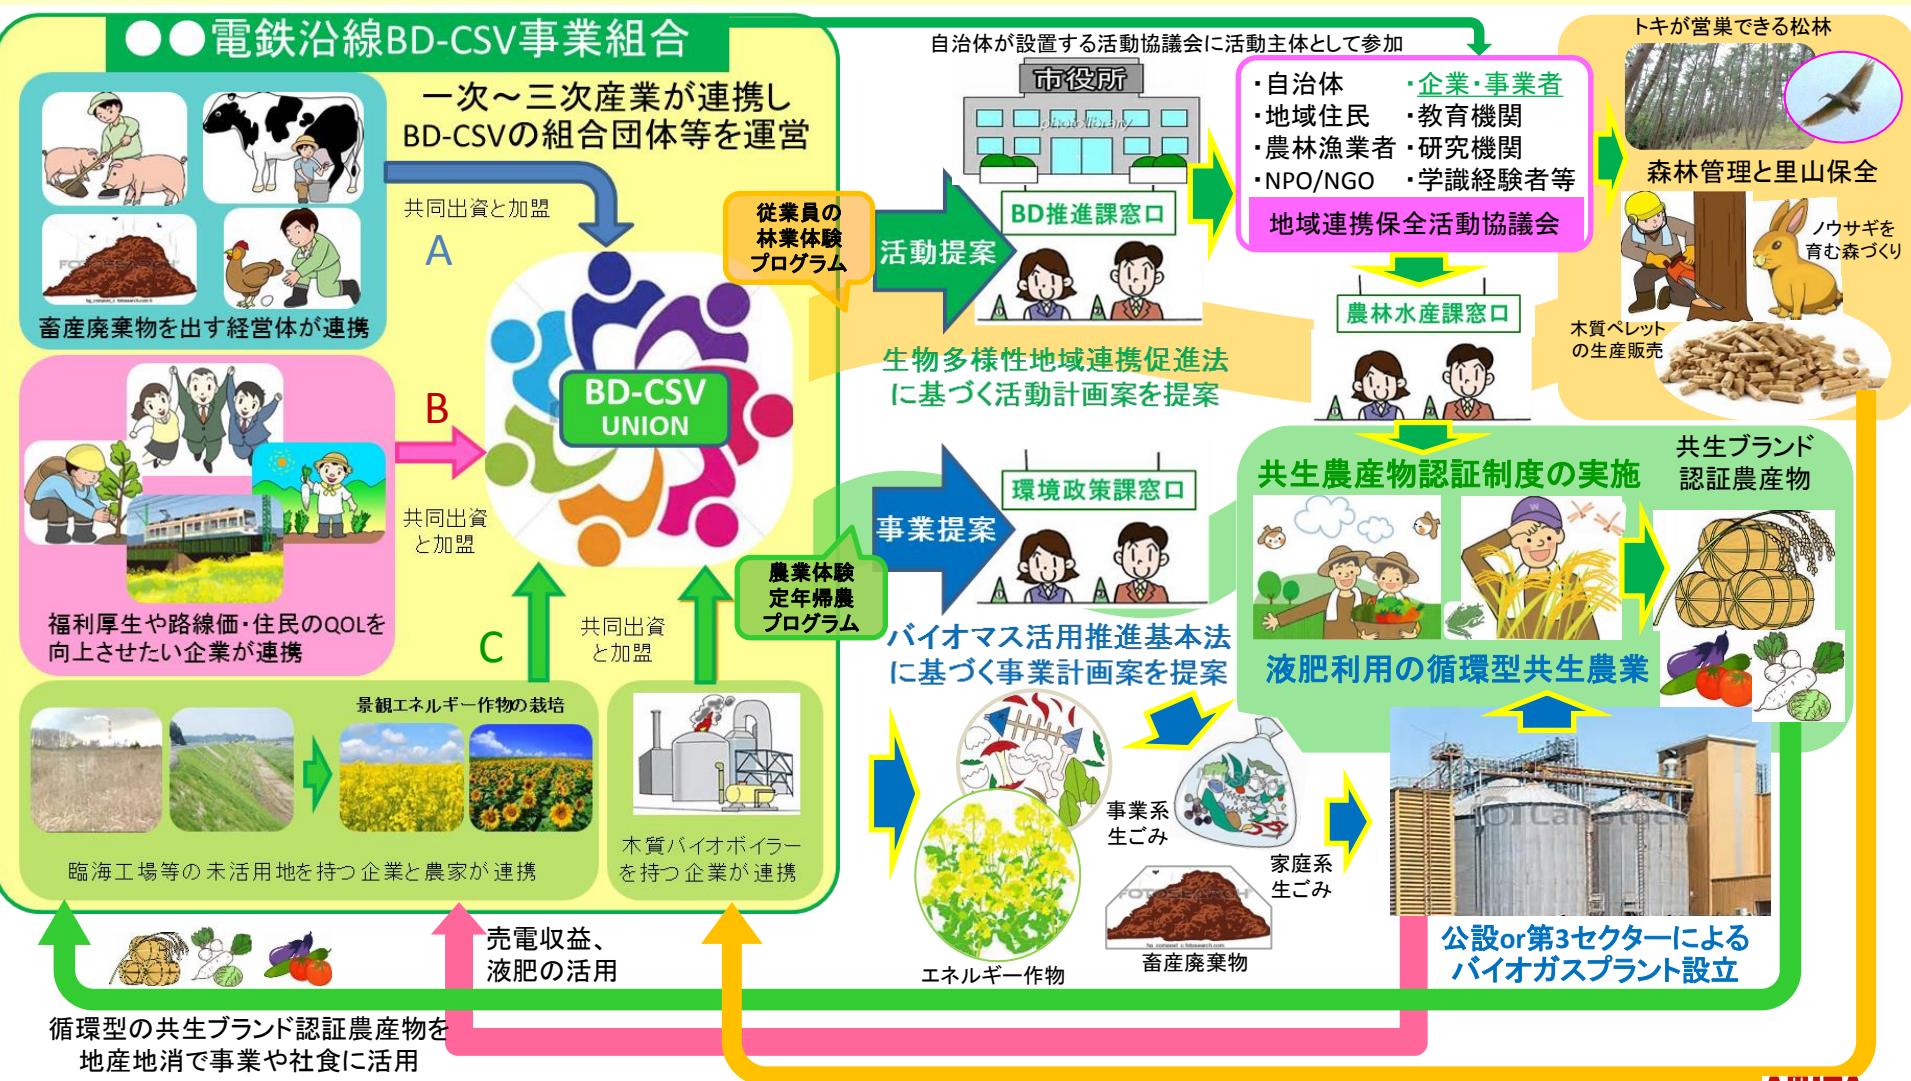 ●●電鉄沿線BD-CSV事業組合
一次～三次産業が連携し
BD-CSVの組合団体等を運営
共同出資と加盟
A
畜産廃棄物を出す経営体が連携
B
共同出資
と加盟
福利厚生や路線価・住民のQOLを
向上させたい企業が連携
BD-CSV
UNION
C
共同出資
と加盟
景観エネルギー作物の栽培
臨海工場等の未活用地を持つ企業と農家が連携
木質バイオボイラー
を持つ企業が連携
従業員の
林業体験
プログラム
農業体験
定年帰農
プログラム
自治体が設置する活動協議会に活動主体として参加
市役所
photolibrary
BD推進課窓口
活動提案
生物多様性地域連携促進法
に基づく活動計画案を提案
環境政策課窓口
事業提案
バイオマス活用推進基本法
に基づく事業計画案を提案
・自治体
・地域住民
・農林漁業者
・NPO/NGO
・企業・事業者
・教育機関
・研究機関
・学識経験者等
地域連携保全活動協議会
農林水産課窓口
トキが営巣できる松林
森林管理と里山保全
ノウサギを
育む森づくり
木質ペレット
の生産販売
共生農産物認証制度の実施
共生ブランド
認証農産物
液肥利用の循環型共生農業
事業系
生ごみ
家庭系
生ごみ
エネルギー作物
畜産廃棄物
公設or第3セクターによる
バイオガスプラント設立
売電収益、
液肥の活用
循環型の共生ブランド認証農産物を
地産地消で事業や社食に活用